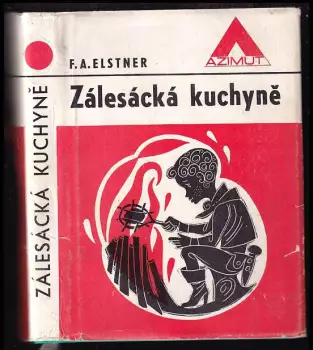 ZÁLESÁCKÁ KUCHYNĚ
F.A.ELSTNER
AZIMUT
Zálesácká kuchyně